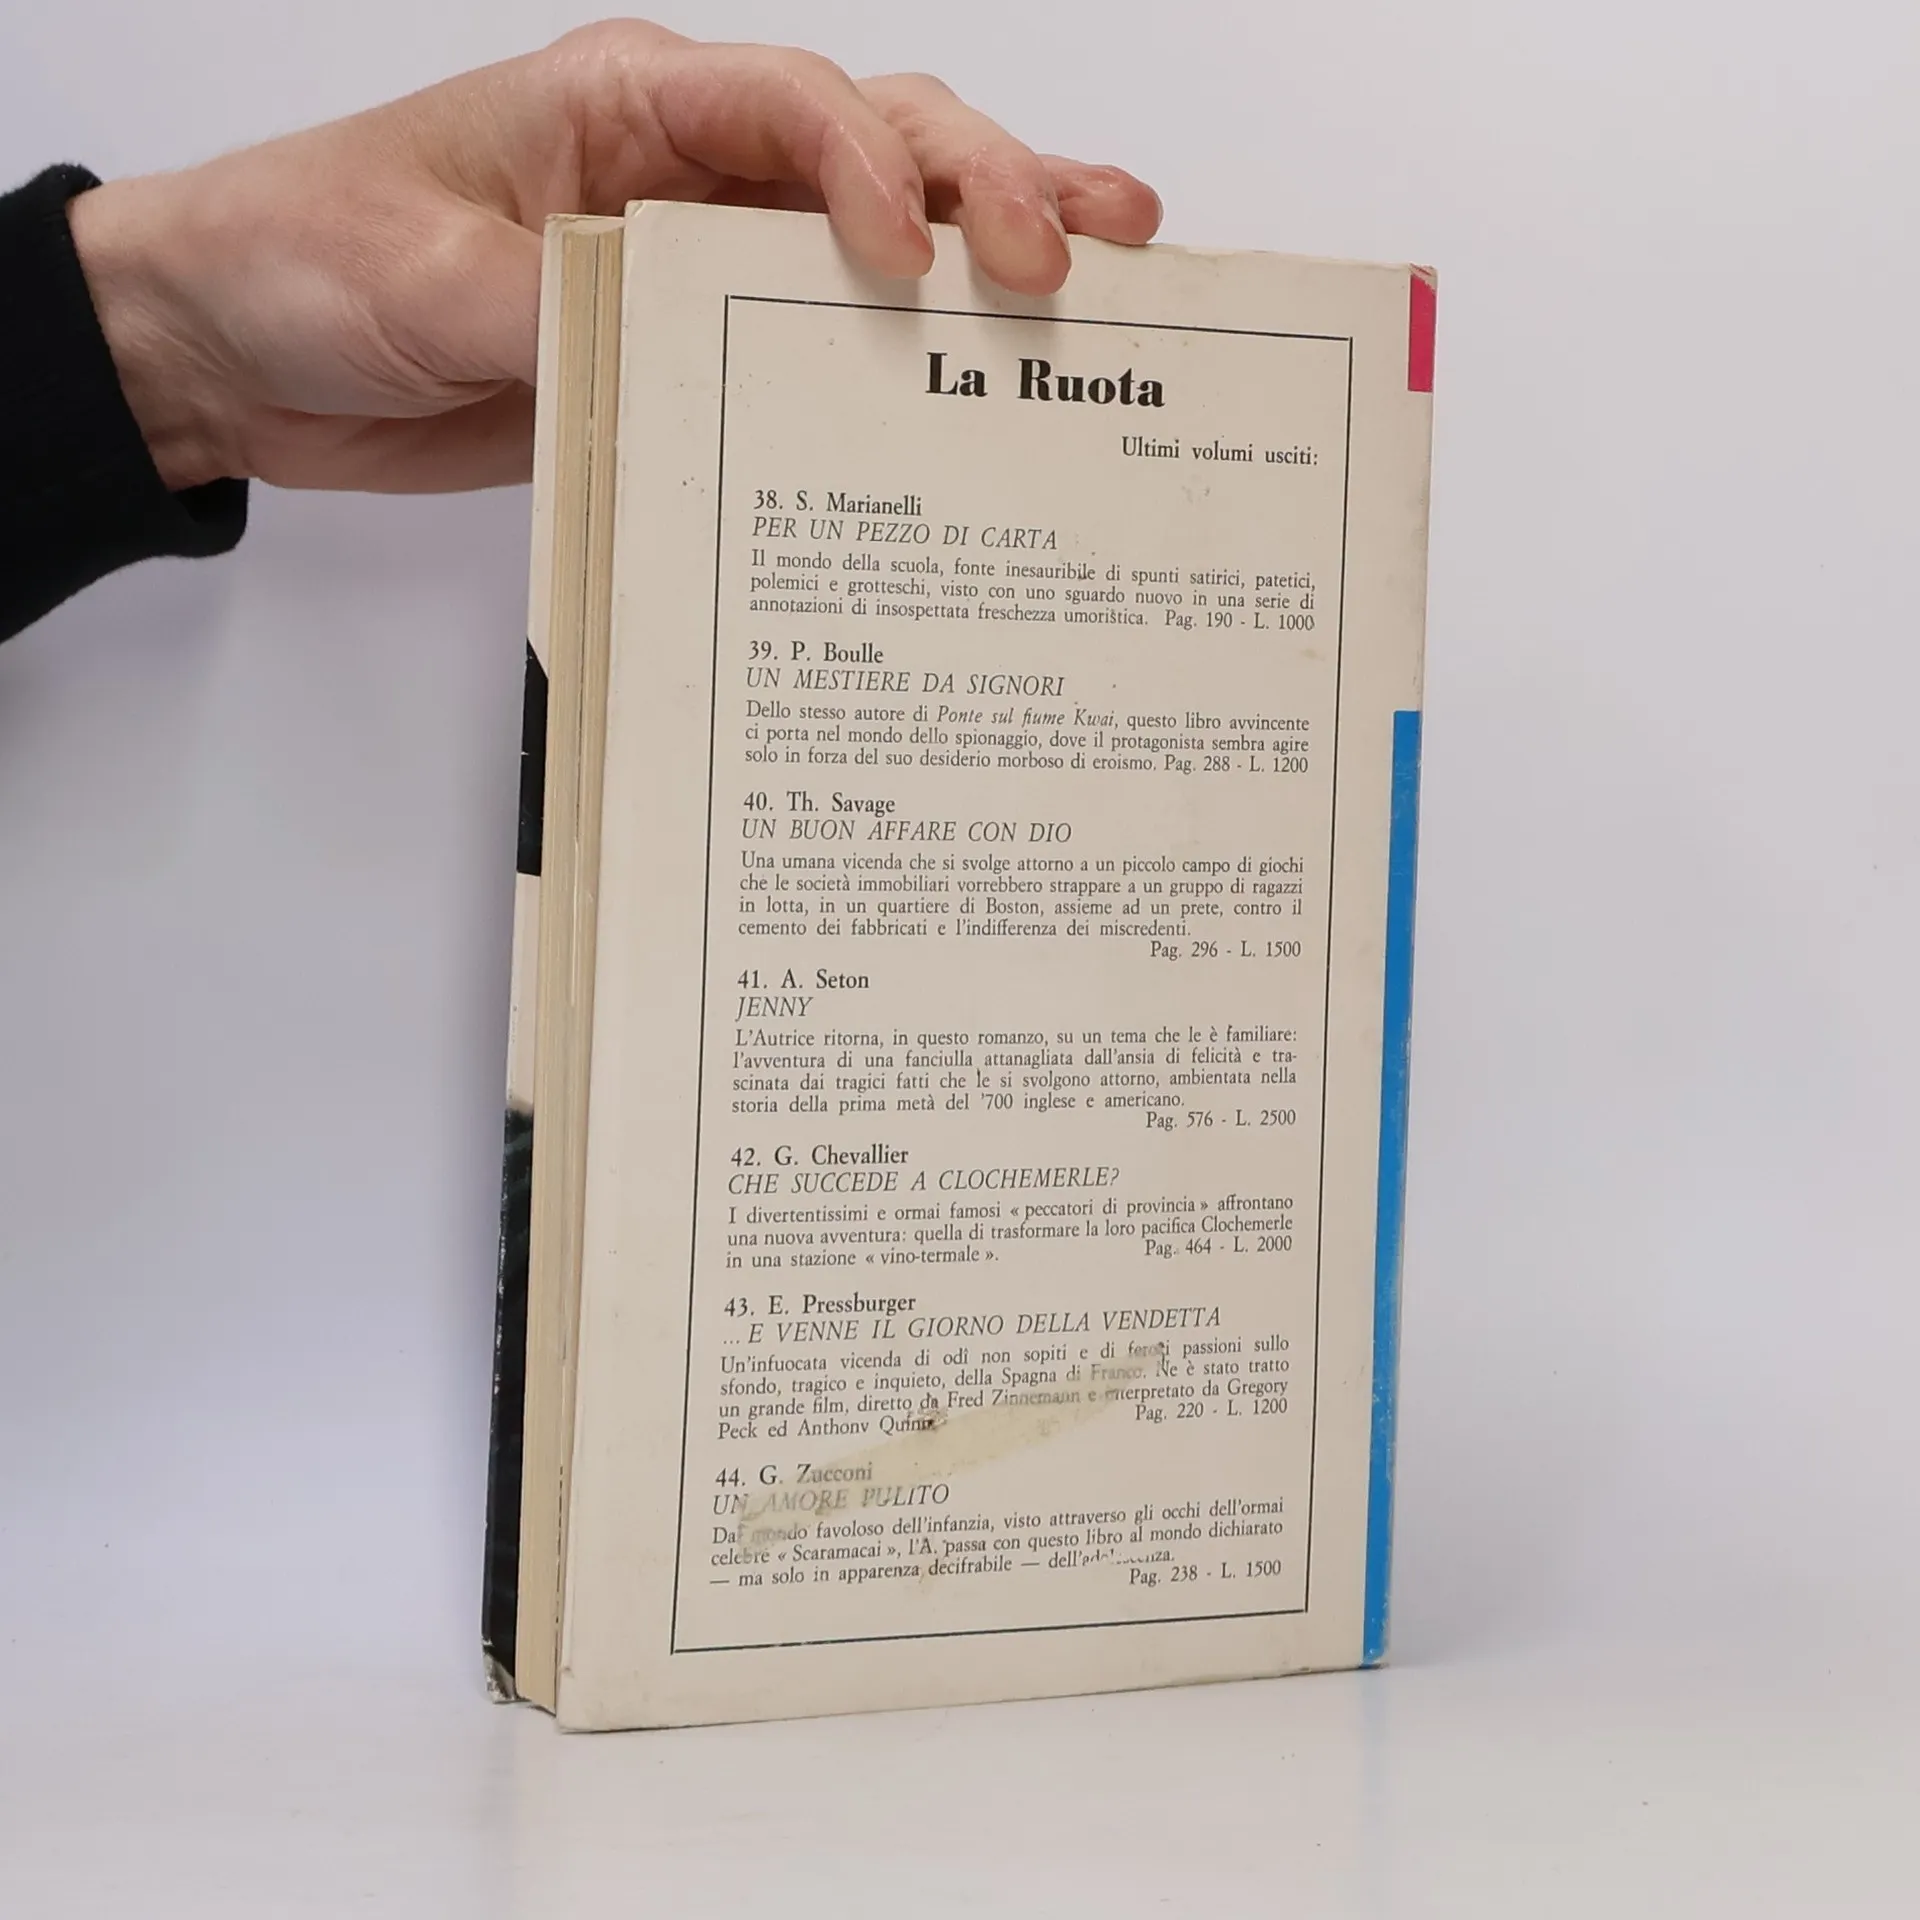 La Ruota
Ultimi volumi usciti:
38. S. Marianelli
PER UN PEZZO DI CARTA
Il mondo della scuola, fonte inesauribile di spunti satirici, patetici,
polemici e grotteschi, visto con uno sguardo nuovo in una serie di
annotazioni di insospettata freschezza umoristica. Pag. 190 - L. 1000
39. P. Boulle
UN MESTIERE DA SIGNORI
Dello stesso autore di Ponte sul fiume Kwai, questo libro avvincente
ci porta nel mondo dello spionaggio, dove il protagonista sembra agire
solo in forza del suo desiderio morboso di eroismo. Pag. 288 - L. 1200
40. Th. Savage
UN BUON AFFARE CON DIO
Una umana vicenda che si svolge attorno a un piccolo campo di giochi
che le società immobiliari vorrebbero strappare a un gruppo di ragazzi
in lotta, in un quartiere di Boston, assieme ad un prete, contro il
cemento dei fabbricati e l'indifferenza dei miscredenti.
Pag. 296 - L. 1500
41. A. Seton
JENNY
L'Autrice ritorna, in questo romanzo, su un tema che le è familiare:
l'avventura di una fanciulla attanagliata dall'ansia di felicità e tra-
scinata dai tragici fatti che le si svolgono attorno, ambientata nella
storia della prima metà del '700 inglese e americano.
Pag. 576 - L. 2500
42. G. Chevallier
CHE SUCCEDE A CLOCHEMERLE?
I divertentissimi e ormai famosi « peccatori di provincia » affrontano
una nuova avventura: quella di trasformare la loro pacifica Clochemerle
in una stazione « vino-termale ». Pag. 464 - L. 2000
43. E. Pressburger
... E VENNE IL GIORNO DELLA VENDETTA
Un'infuocata vicenda di odî non sopiti e di feroci passioni sullo
sfondo, tragico e inquieto, della Spagna di Franco. Ne è stato tratto
un grande film, diretto da Fred Zinnemann e interpretato da Gregory
Peck ed Anthony Quinn. Pag. 220 - L. 1200
44. G. Zucconi
UN AMORE PULITO
Dal mondo favoloso dell'infanzia, visto attraverso gli occhi dell'ormai
celebre « Scaramacai », l'A. passa con questo libro al mondo dichiarato
— ma solo in apparenza decifrabile — dell'adolescenza.
Pag. 238 - L. 1500